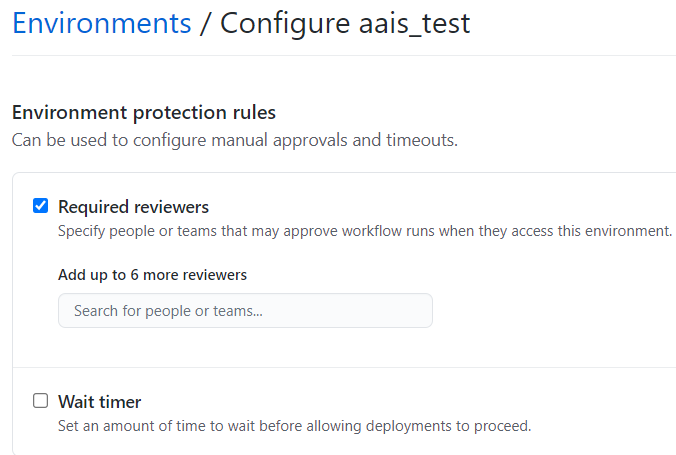 Environments / Configure aais_test
Environment protection rules
Can be used to configure manual approvals and timeouts.
Required reviewers
Specify people or teams that may approve workflow runs when they access this environment.
Add up to 6 more reviewers
Search for people or teams...
Wait timer
Set an amount of time to wait before allowing deployments to proceed.